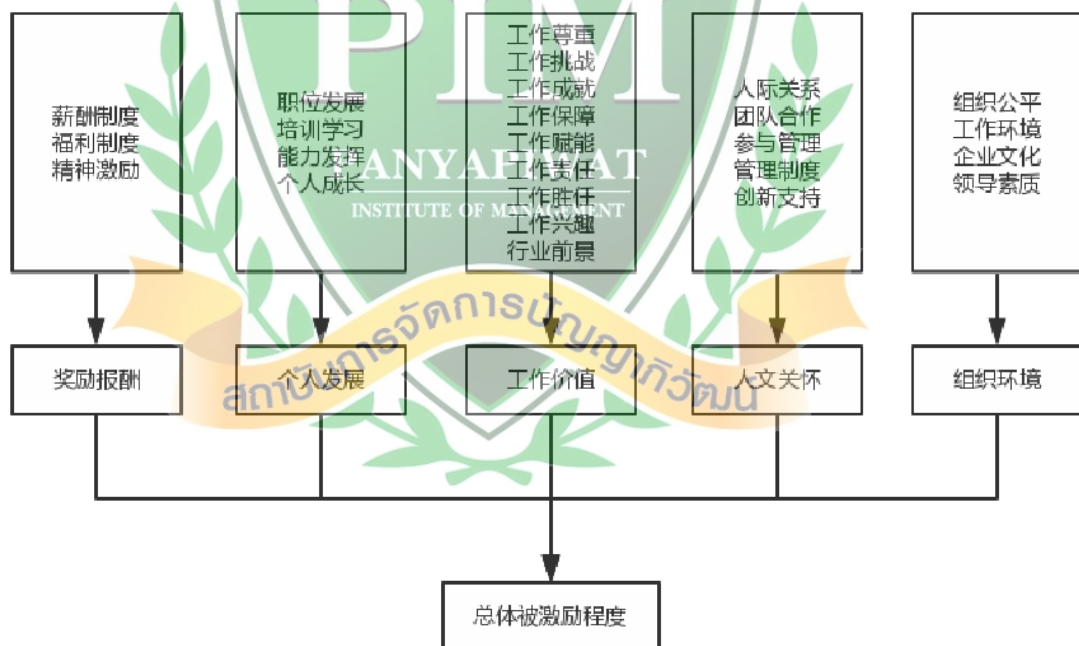 薪酬制度
福利制度
精神激励
职位发展
培训学习
能力发挥
个人成长
工作尊重
工作挑战
工作成就
工作保障
工作赋能
工作责任
工作胜任
工作兴趣
行业前景
人际关系
团队合作
参与管理
管理制度
创新支持
组织公平
工作环境
企业文化
领导素质
PIM
PANYAPIWAT
INSTITUTE OF MANAGEMENT
สถาบันการจัดการปัญญาภิวัฒน์
奖励报酬
个人发展
工作价值
人文关怀
组织环境
总体被激励程度